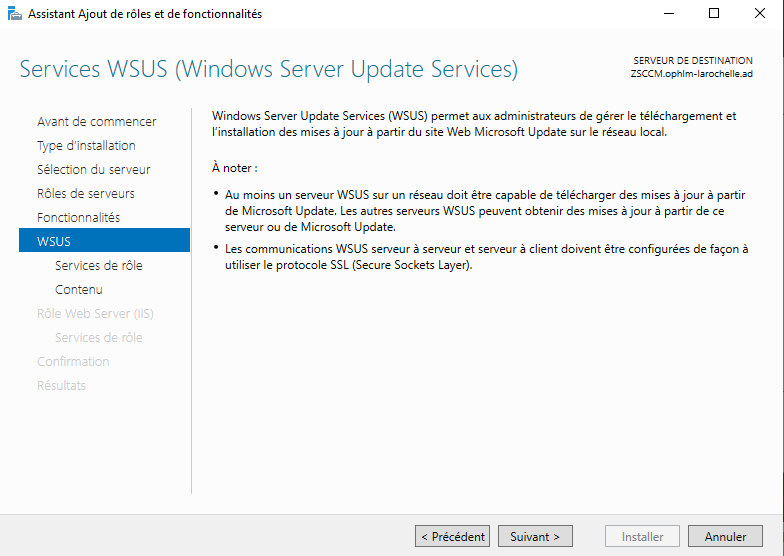 Assistant Ajout de rôles et de fonctionnalités
Services WSUS (Windows Server Update Services)
SERVEUR DE DESTINATION
ZSCCM.ophlm-larochelle.ad
Avant de commencer
Type d'installation
Sélection du serveur
Rôles de serveurs
Fonctionnalités
WSUS
Services de rôle
Contenu
Rôle Web Server (IIS)
Services de rôle
Confirmation
Résultats
Windows Server Update Services (WSUS) permet aux administrateurs de gérer le téléchargement et
l'installation des mises à jour à partir du site Web Microsoft Update sur le réseau local.
À noter :
• Au moins un serveur WSUS sur un réseau doit être capable de télécharger des mises à jour à partir
de Microsoft Update. Les autres serveurs WSUS peuvent obtenir des mises à jour à partir de ce
serveur ou de Microsoft Update.
• Les communications WSUS serveur à serveur et serveur à client doivent être configurées de façon à
utiliser le protocole SSL (Secure Sockets Layer).
< Précédent
Suivant >
Installer
Annuler